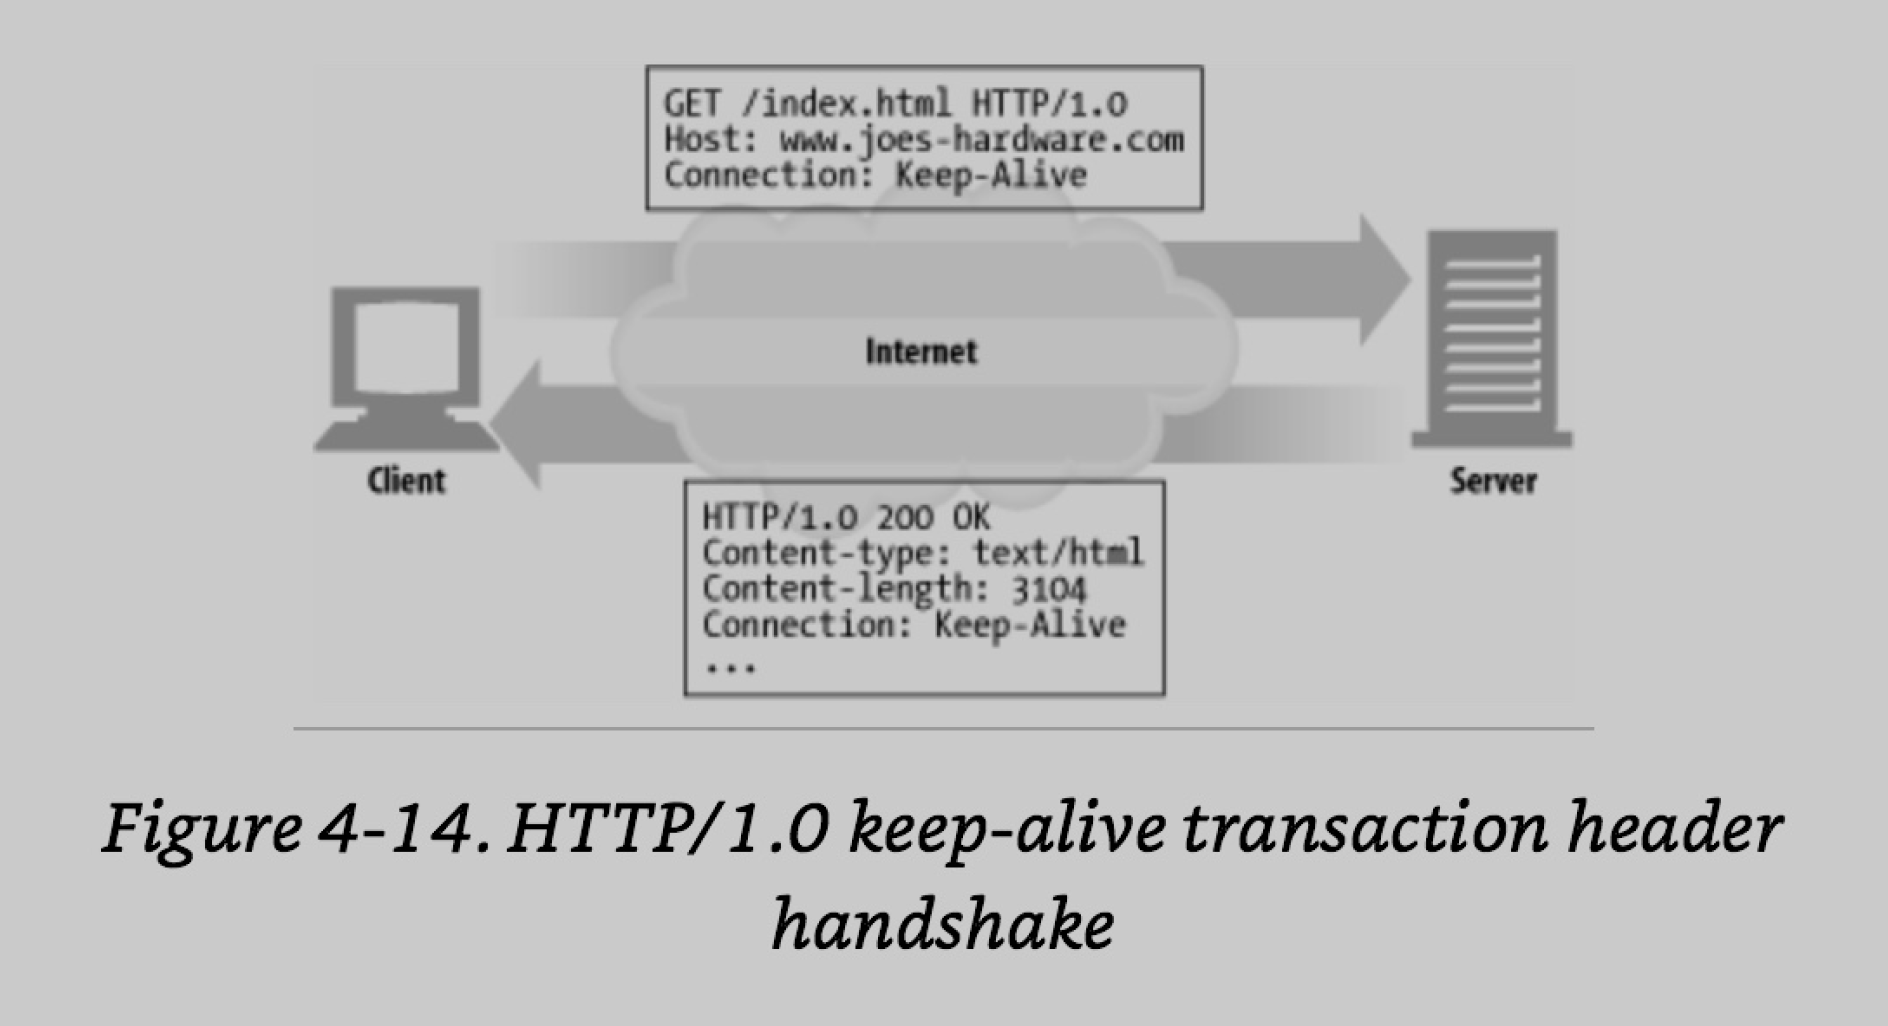 GET /index.html HTTP/1.0
Host: www.joes-hardware.com
Connection: Keep-Alive
Internet
Client
Server
HTTP/1.0 200 OK
Content-type: text/html
Content-length: 3104
Connection: Keep-Alive
...
Figure 4-14. HTTP/1.0 keep-alive transaction header
handshake